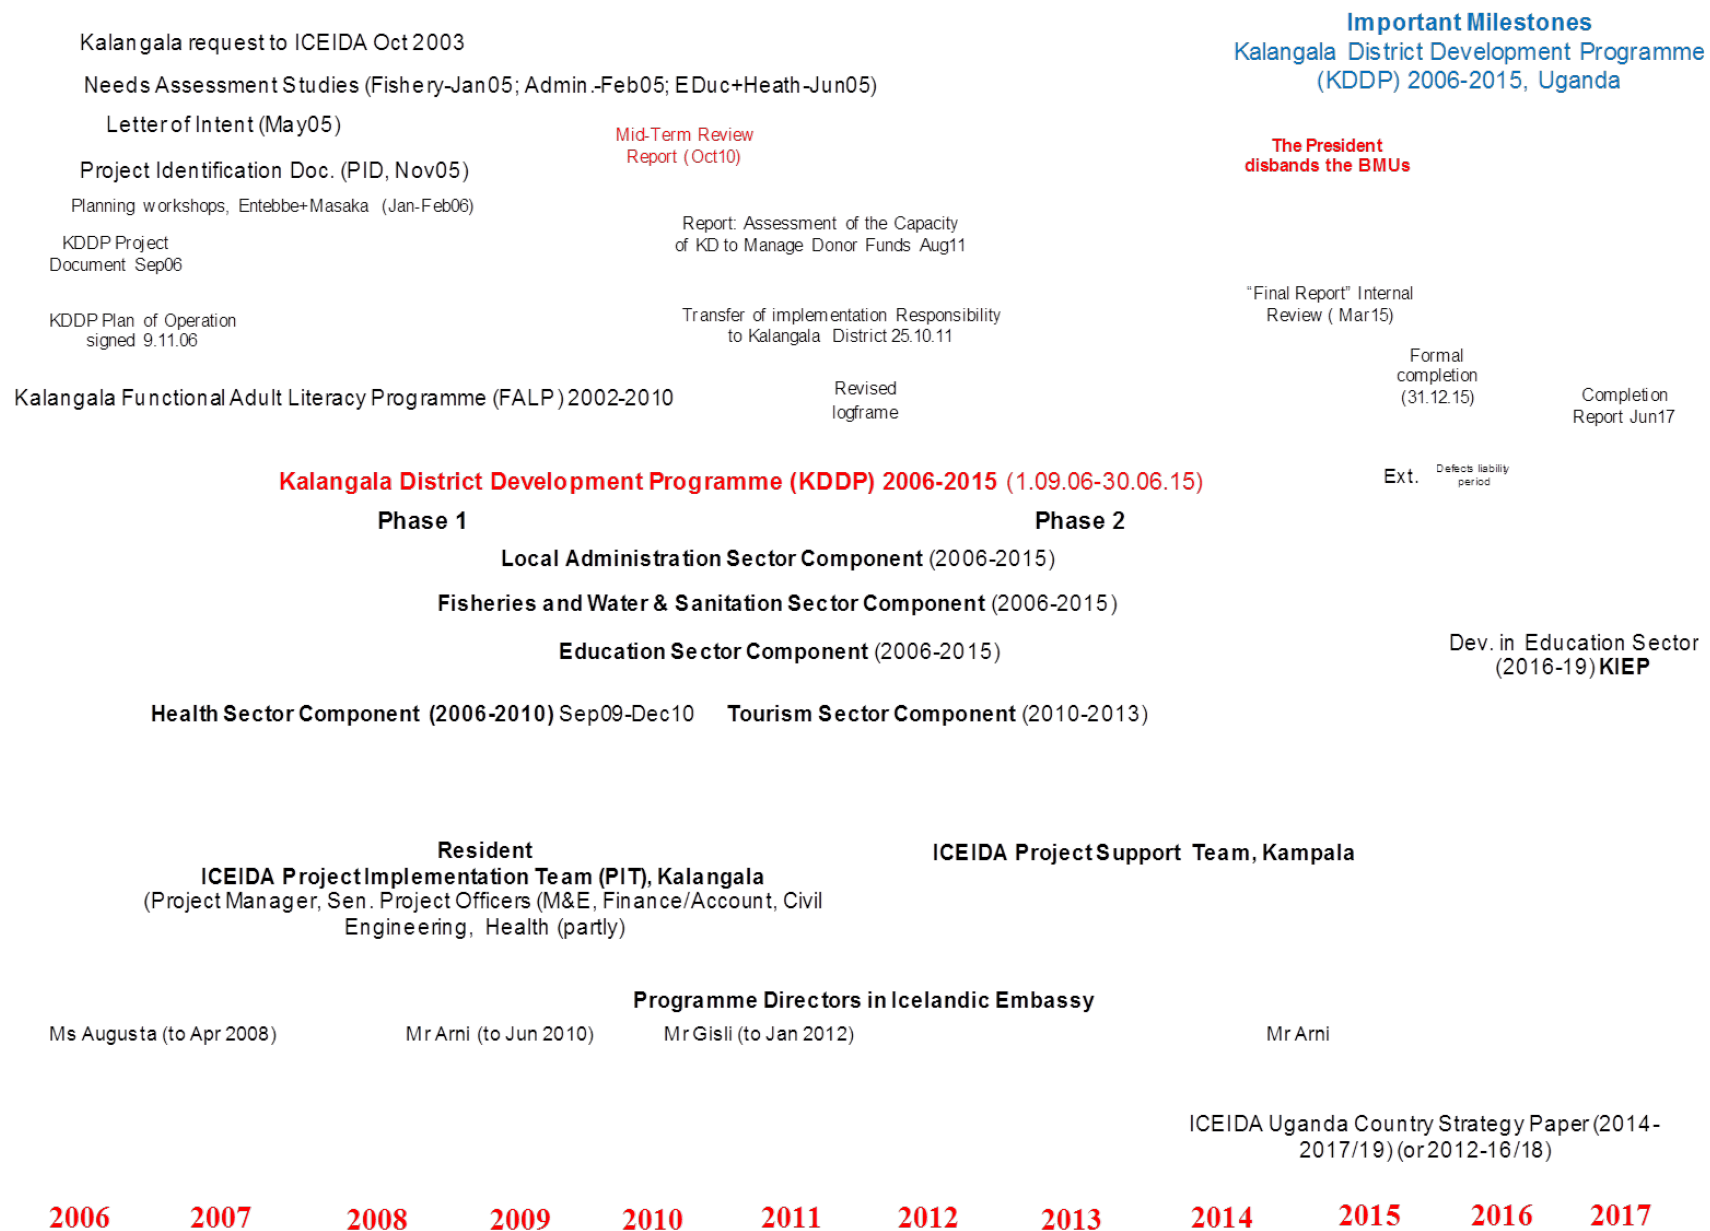 Important Milestones
Kalangala District Development Programme
(KDDP) 2006-2015, Uganda
Kalangala request to ICEIDA Oct 2003
Needs Assessment Studies (Fishery-Jan05; Admin.-Feb05; EDuc+Heath-Jun05)
Letter of Intent (May05)
Project Identification Doc. (PID, Nov05)
Planning workshops, Entebbe+Masaka (Jan-Feb06)
KDDP Project
Document Sep06
KDDP Plan of Operation
signed 9.11.06
Mid-Term Review
Report (Oct10)
Report: Assessment of the Capacity
of KD to Manage Donor Funds Aug11
Transfer of implementation Responsibility
to Kalangala District 25.10.11
Revised
logframe
The President
disbands the BMUs
"Final Report" Internal
Review ( Mar15)
Formal
completion
(31.12.15)
Completion
Report Jun17
Kalangala Functional Adult Literacy Programme (FALP) 2002-2010
Kalangala District Development Programme (KDDP) 2006-2015 (1.09.06-30.06.15)
Ext.
Defects liability
period
Phase 1
Phase 2
Local Administration Sector Component (2006-2015)
Fisheries and Water & Sanitation Sector Component (2006-2015)
Education Sector Component (2006-2015)
Dev. in Education Sector
(2016-19) KIEP
Health Sector Component (2006-2010) Sep09-Dec10
Tourism Sector Component (2010-2013)
Resident
ICEIDA Project Implementation Team (PIT), Kalangala
(Project Manager, Sen. Project Officers (M&E, Finance/Account, Civil
Engineering, Health (partly)
ICEIDA Project Support Team, Kampala
Programme Directors in Icelandic Embassy
Ms Augusta (to Apr 2008)
Mr Arni (to Jun 2010)
Mr Gisli (to Jan 2012)
Mr Arni
ICEIDA Uganda Country Strategy Paper (2014-
2017/19) (or 2012-16/18)
2006 2007 2008 2009 2010 2011 2012 2013 2014 2015 2016 2017